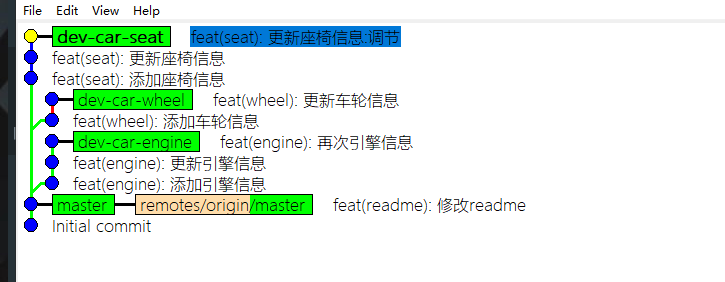 File Edit View Help
dev-car-seat feat(seat): 更新座椅信息.调节
feat(seat): 更新座椅信息
feat(seat): 添加座椅信息
dev-car-wheel feat(wheel): 更新车轮信息
feat(wheel): 添加车轮信息
dev-car-engine feat(engine): 再次引擎信息
feat(engine): 更新引擎信息
feat(engine): 添加引擎信息
master remotes/origin/master feat(readme): 修改readme
Initial commit